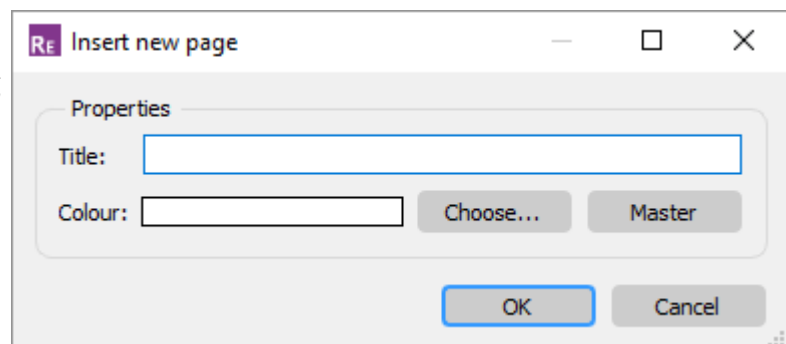 RE Insert new page
Properties
Title:
Colour: Choose... Master
OK Cancel